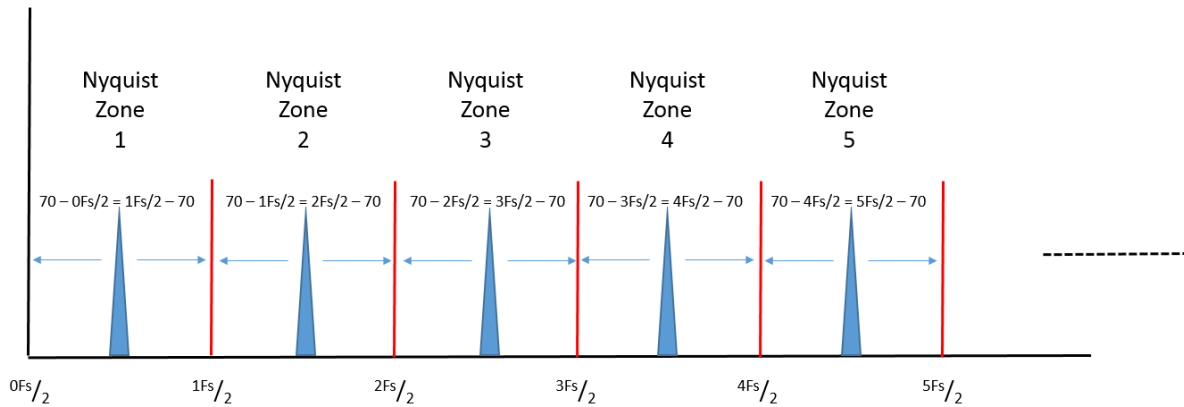 Nyquist Zone 1
Nyquist Zone 2
Nyquist Zone 3
Nyquist Zone 4
Nyquist Zone 5
70 – 0Fs/2 = 1Fs/2 – 70
70 – 1Fs/2 = 2Fs/2 – 70
70 – 2Fs/2 = 3Fs/2 – 70
70 – 3Fs/2 = 4Fs/2 – 70
70 – 4Fs/2 = 5Fs/2 – 70
0Fs/2
1Fs/2
2Fs/2
3Fs/2
4Fs/2
5Fs/2